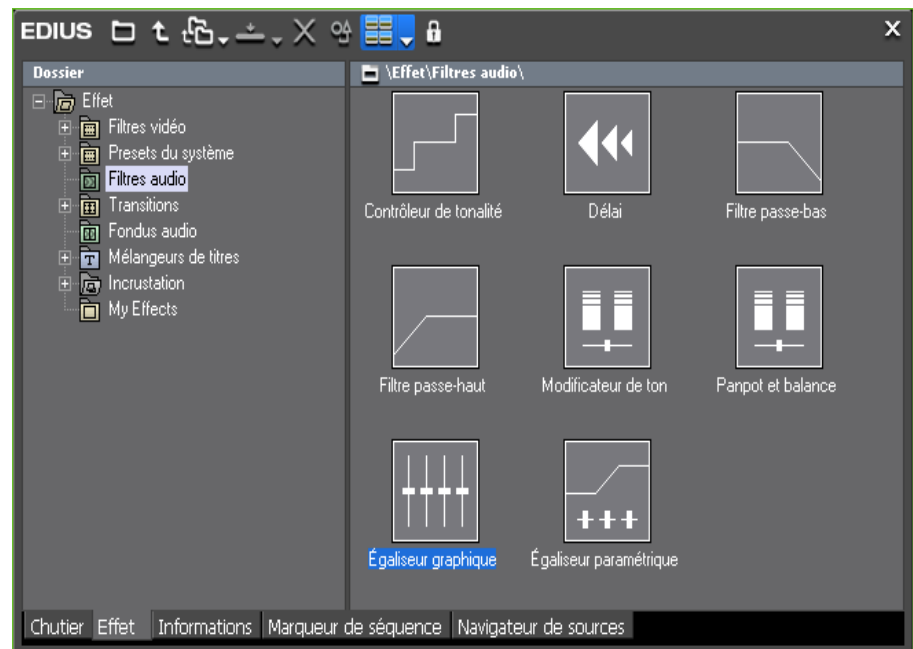 EDIUS
Dossier
\Effet\Filtres audio\
Effet
Filtres vidéo
Presets du système
Filtres audio
Transitions
Fondus audio
T Mélangeurs de titres
Incrustation
My Effects
Contrôleur de tonalité
Délai
Filtre passe-bas
Filtre passe-haut
Modificateur de ton
Panpot et balance
Égaliseur graphique
Égaliseur paramétrique
Chutier Effet Informations Marqueur de séquence Navigateur de sources